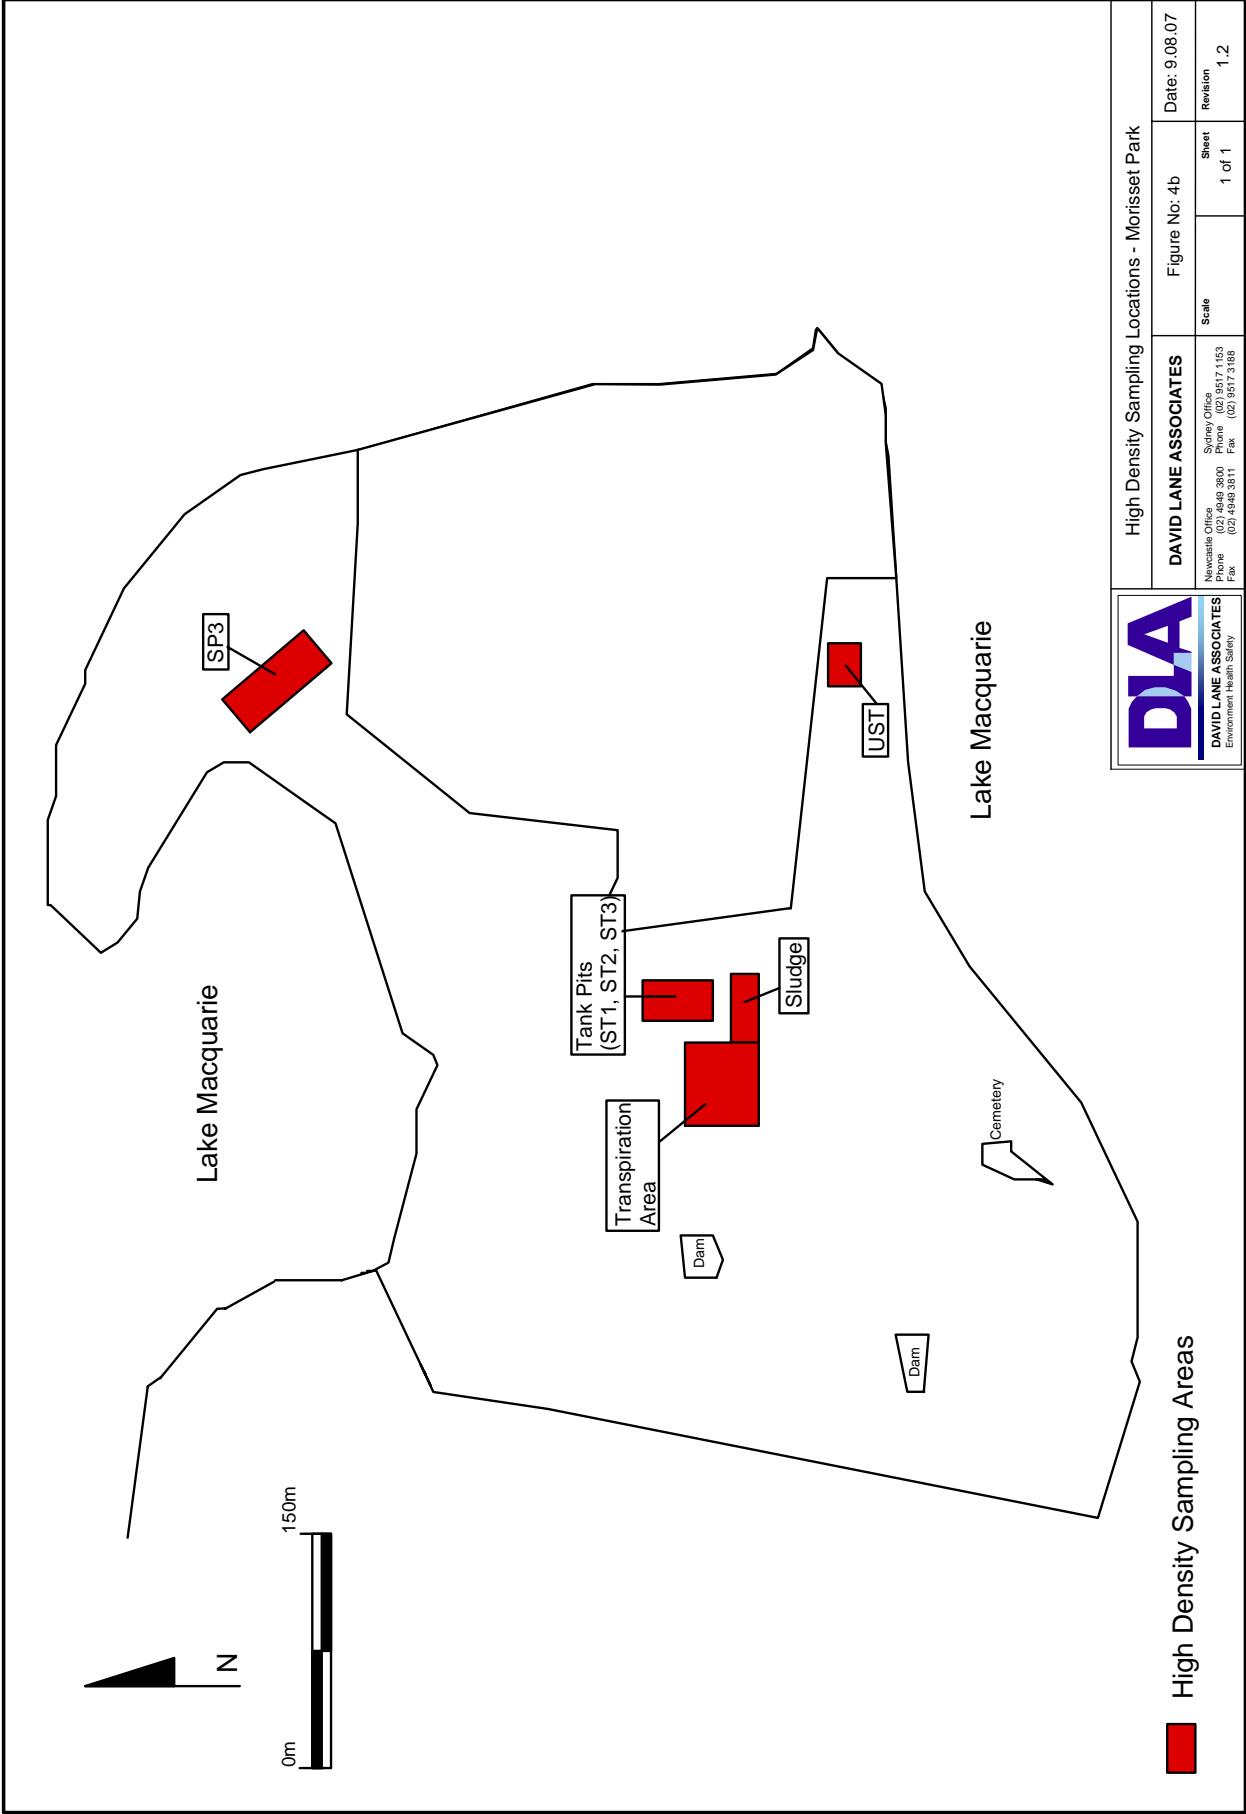 Lake Macquarie
SP3
Tank Pits
(ST1, ST2, ST3)
Transpiration
Area
Sludge
UST
Dam
Dam
Cemetery
Lake Macquarie
N
0m 150m
High Density Sampling Areas
DLA
DAVID LANE ASSOCIATES
Environment Health Safety
High Density Sampling Locations - Morisset Park
DAVID LANE ASSOCIATES
Figure No: 4b
Date: 9.08.07
Newcastle Office
Phone (02) 4949 3800
Fax (02) 4949 3811
Sydney Office
Phone (02) 9517 1153
Fax (02) 9517 3188
Scale
Sheet
1 of 1
Revision
1.2